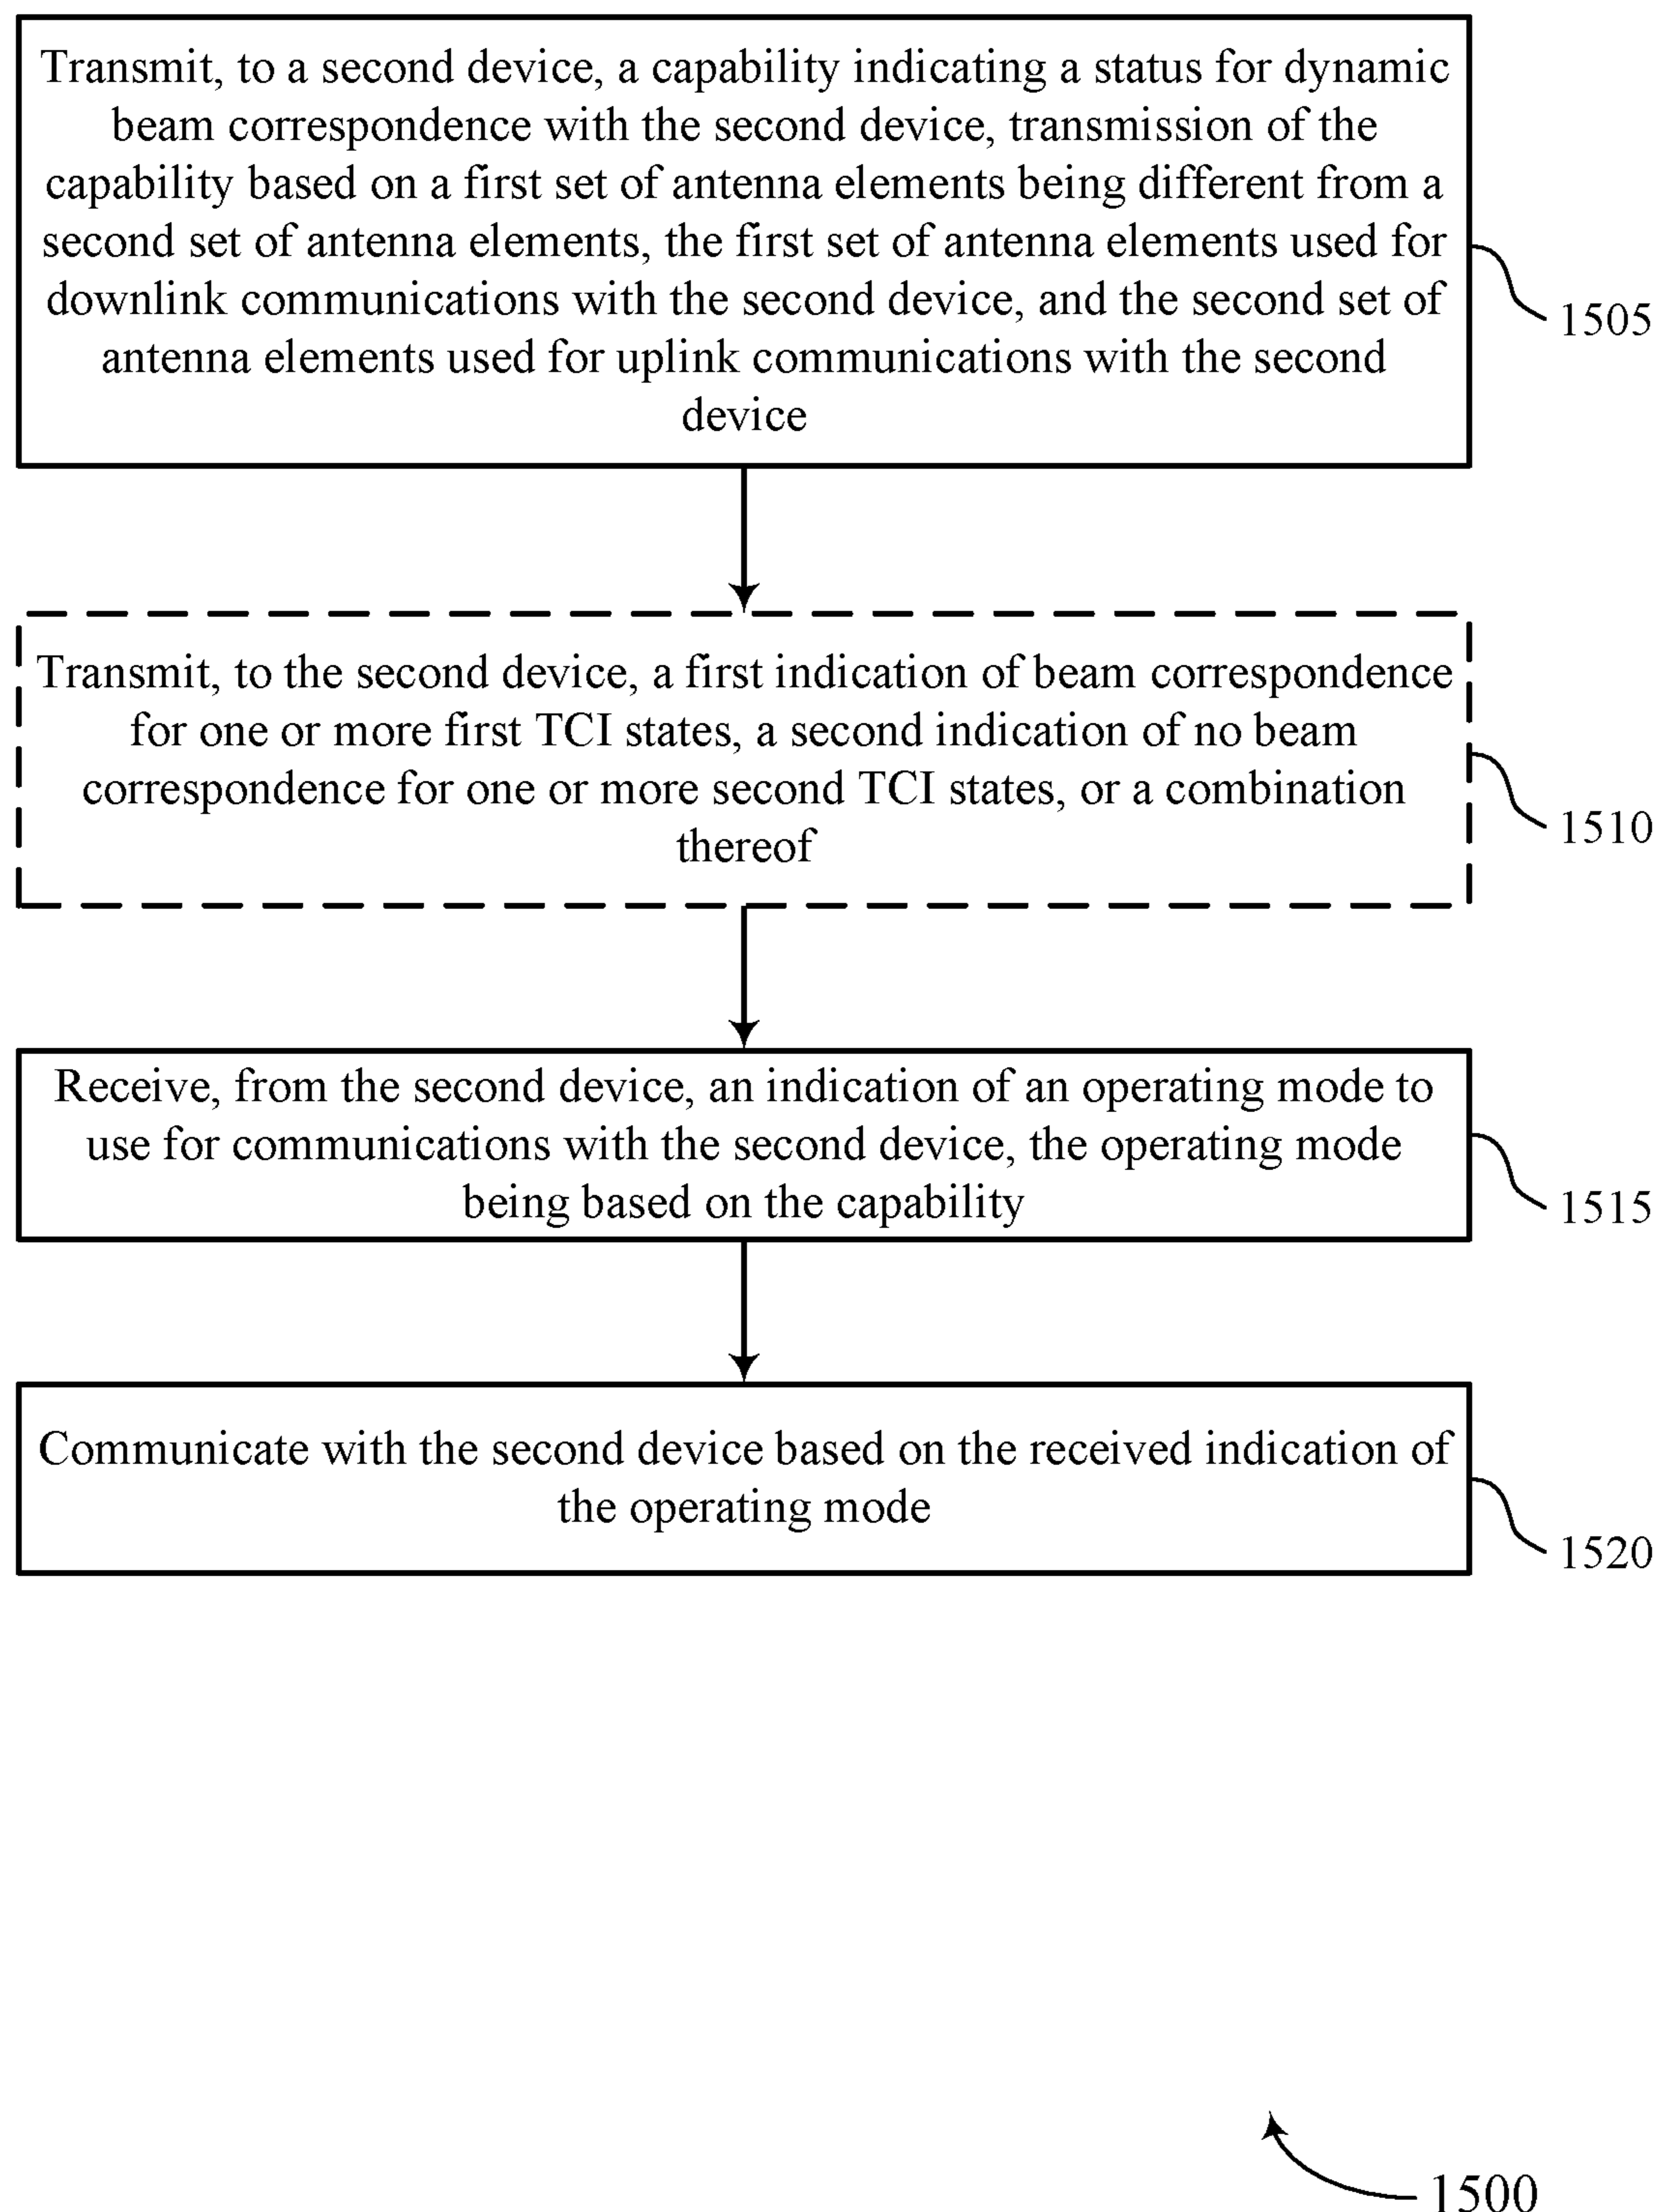 Transmit, to a second device, a capability indicating a status for dynamic
beam correspondence with the second device, transmission of the
capability based on a first set of antenna elements being different from a
second set of antenna elements, the first set of antenna elements used for
downlink communications with the second device, and the second set of
antenna elements used for uplink communications with the second
device
1505
Transmit, to the second device, a first indication of beam correspondence
for one or more first TCI states, a second indication of no beam
correspondence for one or more second TCI states, or a combination
thereof
1510
Receive, from the second device, an indication of an operating mode to
use for communications with the second device, the operating mode
being based on the capability
1515
Communicate with the second device based on the received indication of
the operating mode
1520
1500